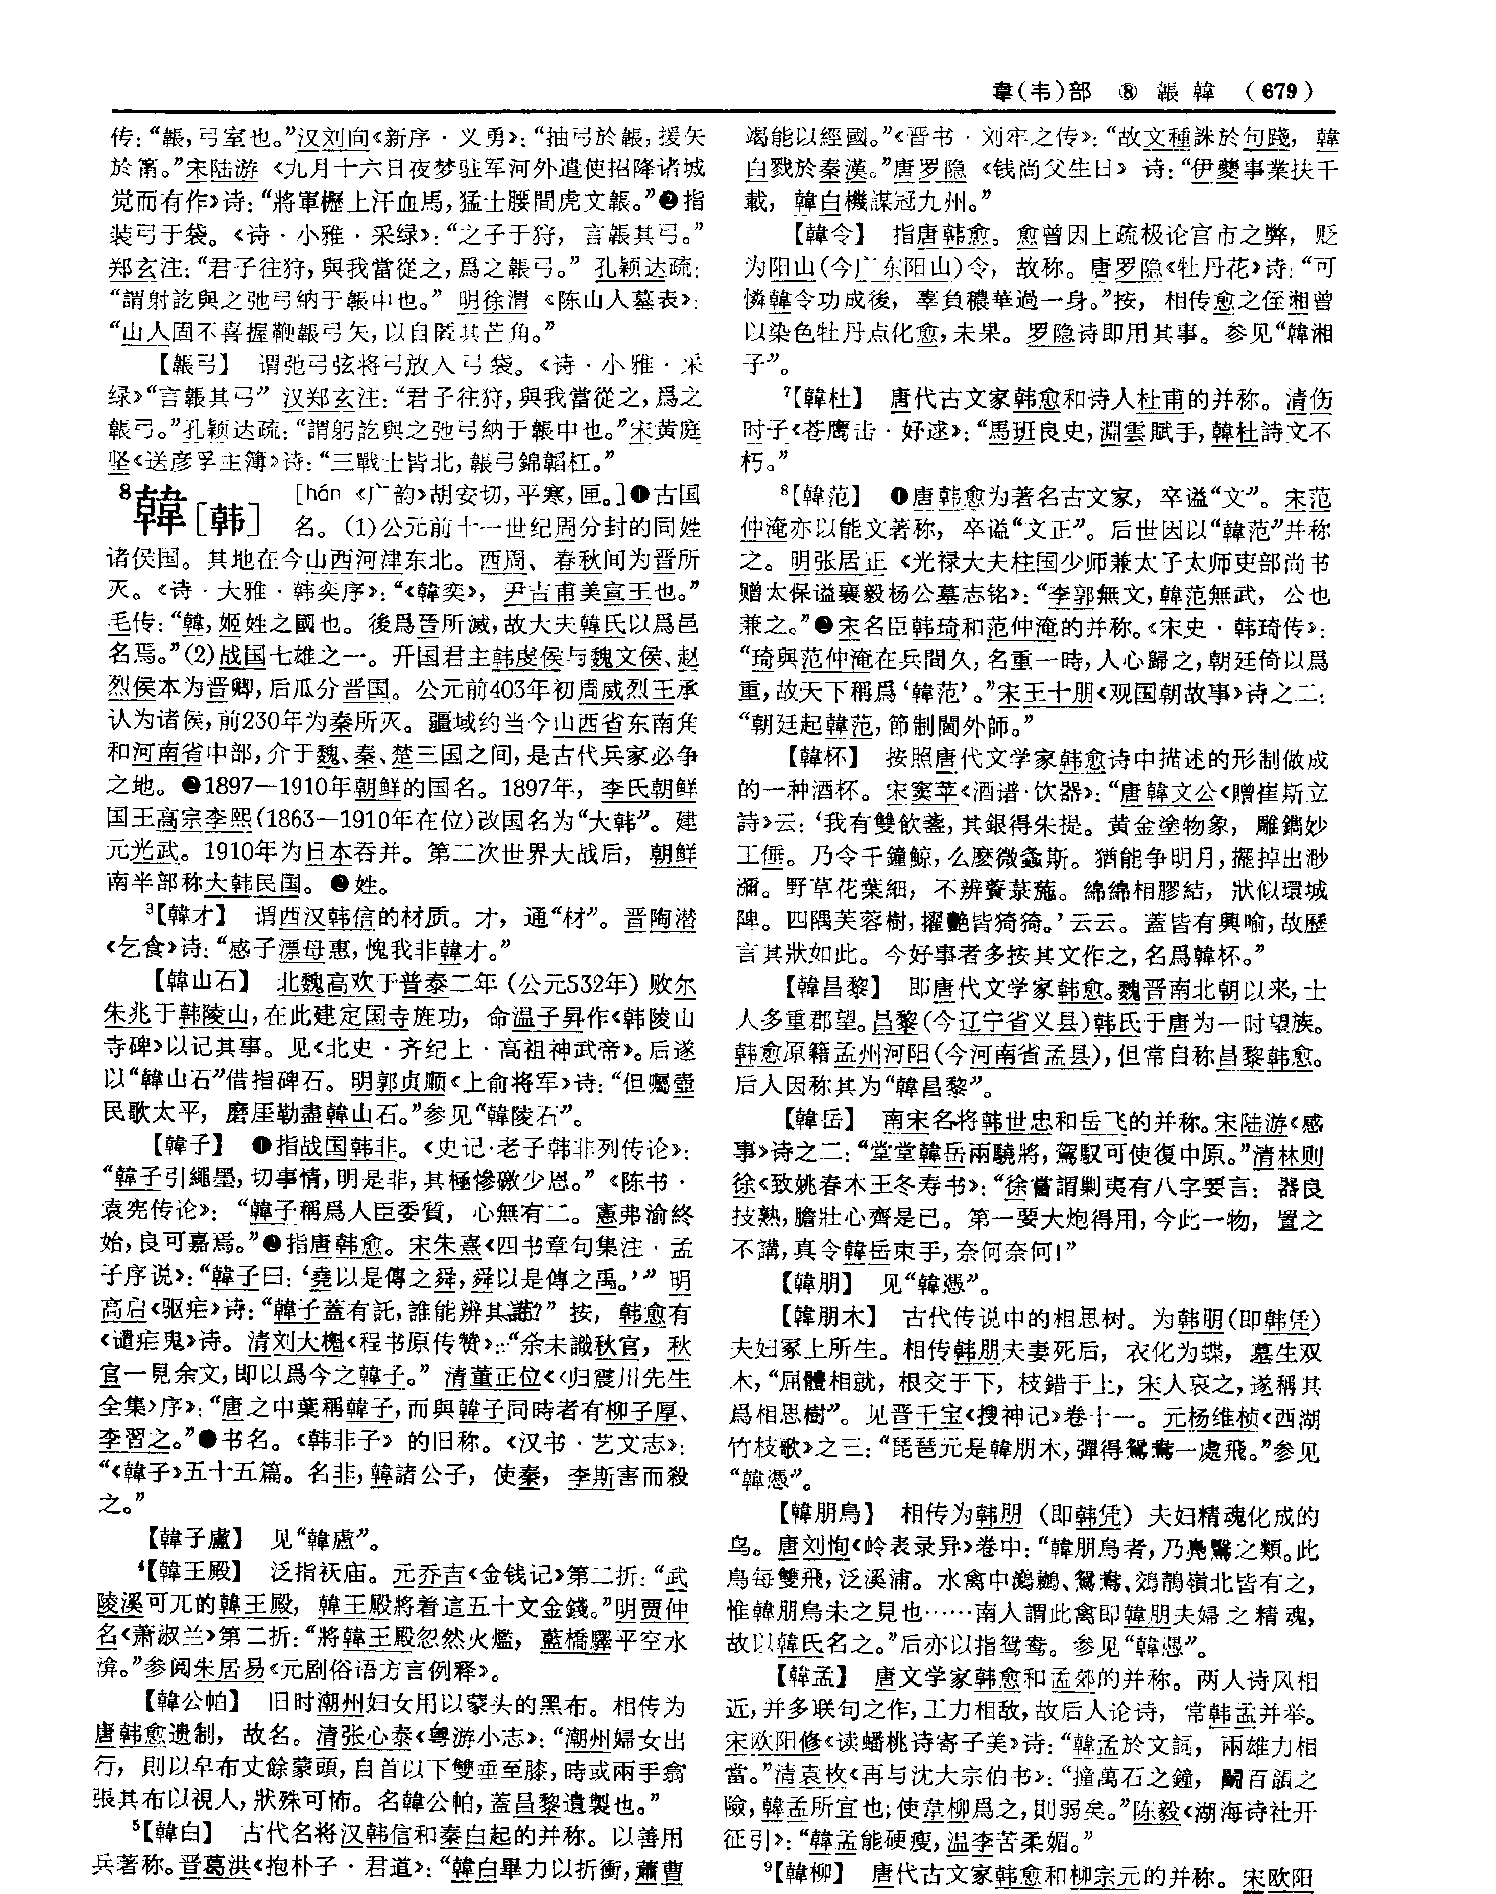 韋(韦)部 ⑧ 韔 韓 (679)
传：“韔，弓室也。”汉刘向《新序·义勇》：“抽弓於韔，援矢
於筩。”宋陆游《九月十六日夜梦驻军河外遣使招降诸城
觉而有作》诗：“將軍櫪上汗血馬，猛士腰間虎文韔。”❷指
装弓于袋。《诗·小雅·采绿》：“之子于狩，言韔其弓。”
郑玄注：“君子往狩，與我當從之，爲之韔弓。” 孔颖达疏：
“謂射訖與之弛弓纳于韔中也。” 明徐渭《陈山人墓表》：
“山人固不喜握鞭韔弓矢，以自匿其芒角。”
【韔弓】 谓弛弓弦将弓放入弓袋。《诗·小雅·采
绿》“言韔其弓” 汉郑玄注：“君子往狩，與我當從之，爲之
韔弓。”孔颖达疏：“謂躬訖與之弛弓納于韔中也。”宋黄庭
坚《送彦孚主簿》诗：“三戰士皆北，韔弓錦韜杠。”
8韓[韩] [hán 《广韵》胡安切，平寒，匣。]❶古国
名。(1)公元前十一世纪周分封的同姓
诸侯国。其地在今山西河津东北。西周、春秋间为晋所
灭。《诗·大雅·韩奕序》：“《韓奕》，尹吉甫美宣王也。”
毛传：“韓，姬姓之國也。後爲晉所滅，故大夫韓氏以爲邑
名焉。”(2)战国七雄之一。开国君主韩虔侯与魏文侯、赵
烈侯本为晋卿，后瓜分晋国。公元前403年初周威烈王承
认为诸侯，前230年为秦所灭。疆域约当今山西省东南角
和河南省中部，介于魏、秦、楚三国之间，是古代兵家必争
之地。❷1897—1910年朝鲜的国名。1897年，李氏朝鲜
国王高宗李熙(1863—1910年在位)改国名为“大韩”。建
元光武。1910年为日本吞并。第二次世界大战后，朝鲜
南半部称大韩民国。❸姓。
3【韓才】 谓西汉韩信的材质。才，通“材”。晋陶潜
《乞食》诗：“感子漂母惠，愧我非韓才。”
【韓山石】 北魏高欢于普泰二年（公元532年）败尔
朱兆于韩陵山，在此建定国寺旌功，命温子昇作《韩陵山
寺碑》以记其事。见《北史·齐纪上·高祖神武帝》。后遂
以“韓山石”借指碑石。明郭贞顺《上俞将军》诗：“但囑壺
民歌太平，磨厓勒盡韓山石。”参见“韓陵石”。
【韓子】 ❶指战国韩非。《史记·老子韩非列传论》：
“韓子引繩墨，切事情，明是非，其極慘礉少恩。”《陈书·
袁宪传论》：“韓子稱爲人臣委質，心無有二。憲弗渝終
始，良可嘉焉。”❷指唐韩愈。宋朱熹《四书章句集注·孟
子序说》：“韓子曰：‘堯以是傳之舜，舜以是傳之禹。’” 明
高启《驱疟》诗：“韓子蓋有託，誰能辨其譜？” 按，韩愈有
《谴疟鬼》诗。清刘大櫆《程书原传赞》：“余未識秋官，秋
官一見余文，即以爲今之韓子。” 清董正位《〈归震川先生
全集〉序》：“唐之中葉稱韓子，而與韓子同時者有柳子厚、
李習之。”❸书名。《韩非子》的旧称。《汉书·艺文志》：
“《韓子》五十五篇。名非，韓諸公子，使秦，李斯害而殺
之。”
【韓子盧】 见“韓盧”。
4【韓王殿】 泛指祆庙。元乔吉《金钱记》第二折：“武
陵溪可兀的韓王殿，韓王殿將着這五十文金錢。”明贾仲
名《萧淑兰》第二折：“將韓王殿忽然火爁，藍橋驛平空水
渰。”参阅朱居易《元剧俗语方言例释》。
【韓公帕】 旧时潮州妇女用以蒙头的黑布。相传为
唐韩愈遗制，故名。清张心泰《粤游小志》：“潮州婦女出
行，則以皁布丈餘蒙頭，自首以下雙垂至膝，時或兩手翕
張其布以視人，狀殊可怖。名韓公帕，蓋昌黎遺製也。”
5【韓白】 古代名将汉韩信和秦白起的并称。以善用
兵著称。晋葛洪《抱朴子·君道》：“韓白畢力以折衝，蕭曹
竭能以經國。”《晋书·刘牢之传》：“故文種誅於句踐，韓
白戮於秦漢。”唐罗隐《钱尚父生日》诗：“伊夔事業扶千
載，韓白機謀冠九州。”
【韓令】 指唐韩愈。愈曾因上疏极论宫市之弊，贬
为阳山(今广东阳山)令，故称。唐罗隐《牡丹花》诗：“可
憐韓令功成後，辜負穠華過一身。”按，相传愈之侄湘曾
以染色牡丹点化愈，未果。罗隐诗即用其事。参见“韓湘
子”。
7【韓杜】 唐代古文家韩愈和诗人杜甫的并称。清伤
时子《苍鹰击·好逑》：“馬班良史，淵雲賦手，韓杜詩文不
朽。”
8【韓范】 ❶唐韩愈为著名古文家，卒谥“文”。宋范
仲淹亦以能文著称，卒谥“文正”。后世因以“韓范”并称
之。明张居正《光禄大夫柱国少师兼太子太师吏部尚书
赠太保谥襄毅杨公墓志铭》：“李郭無文，韓范無武，公也
兼之。”❷宋名臣韩琦和范仲淹的并称。《宋史·韩琦传》：
“琦與范仲淹在兵間久，名重一時，人心歸之，朝廷倚以爲
重，故天下稱爲‘韓范’。”宋王十朋《观国朝故事》诗之二：
“朝廷起韓范，節制閫外師。”
【韓杯】 按照唐代文学家韩愈诗中描述的形制做成
的一种酒杯。宋窦苹《酒谱·饮器》：“唐韓文公《贈崔斯立
詩》云：‘我有雙飲盞，其銀得朱提。黄金塗物象，雕鐫妙
工倕。乃令千鐘鯨，么麽微螽斯。猶能争明月，擺掉出渺
瀰。野草花葉細，不辨薋菉葹。綿綿相膠結，狀似環城
陴。四隅芙蓉樹，擢艷皆猗猗。’云云。蓋皆有興喻，故歷
言其狀如此。今好事者多按其文作之，名爲韓杯。”
【韓昌黎】 即唐代文学家韩愈。魏晋南北朝以来，士
人多重郡望。昌黎(今辽宁省义县)韩氏于唐为一时望族。
韩愈原籍孟州河阳(今河南省孟县)，但常自称昌黎韩愈。
后人因称其为“韓昌黎”。
【韓岳】 南宋名将韩世忠和岳飞的并称。宋陆游《感
事》诗之二：“堂堂韓岳兩驍將，駕馭可使復中原。”清林则
徐《致姚春木王冬寿书》：“徐嘗謂剿夷有八字要言：器良
技熟，膽壯心齊是已。第一要大炮得用，今此一物，置之
不講，真令韓岳束手，奈何奈何！”
【韓朋】 见“韓憑”。
【韓朋木】 古代传说中的相思树。为韩朋(即韩凭)
夫妇冢上所生。相传韩朋夫妻死后，衣化为蝶，墓生双
木，“屈體相就，根交于下，枝錯于上，宋人哀之，遂稱其
爲相思樹”。见晋干宝《搜神记》卷十一。元杨维桢《西湖
竹枝歌》之三：“琵琶元是韓朋木，彈得鴛鴦一處飛。”参见
“韓憑”。
【韓朋鳥】 相传为韩朋（即韩凭）夫妇精魂化成的
鸟。唐刘恂《岭表录异》卷中：“韓朋鳥者，乃鳧鷖之類。此
鳥每雙飛，泛溪浦。水禽中鸂鶒、鴛鴦、鵁鶄嶺北皆有之，
惟韓朋鳥未之見也……南人謂此禽即韓朋夫婦之精魂，
故以韓氏名之。”后亦以指鸳鸯。参见“韓憑”。
【韓孟】 唐文学家韩愈和孟郊的并称。两人诗风相
近，并多联句之作，工力相敌，故后人论诗，常韩孟并举。
宋欧阳修《读蟠桃诗寄子美》诗：“韓孟於文詞，兩雄力相
當。”清袁枚《再与沈大宗伯书》：“撞萬石之鐘，鬭百韻之
險，韓孟所宜也；使韋柳爲之，則弱矣。”陈毅《湖海诗社开
征引》：“韓孟能硬瘦，温李苦柔媚。”
9【韓柳】 唐代古文家韩愈和柳宗元的并称。宋欧阳